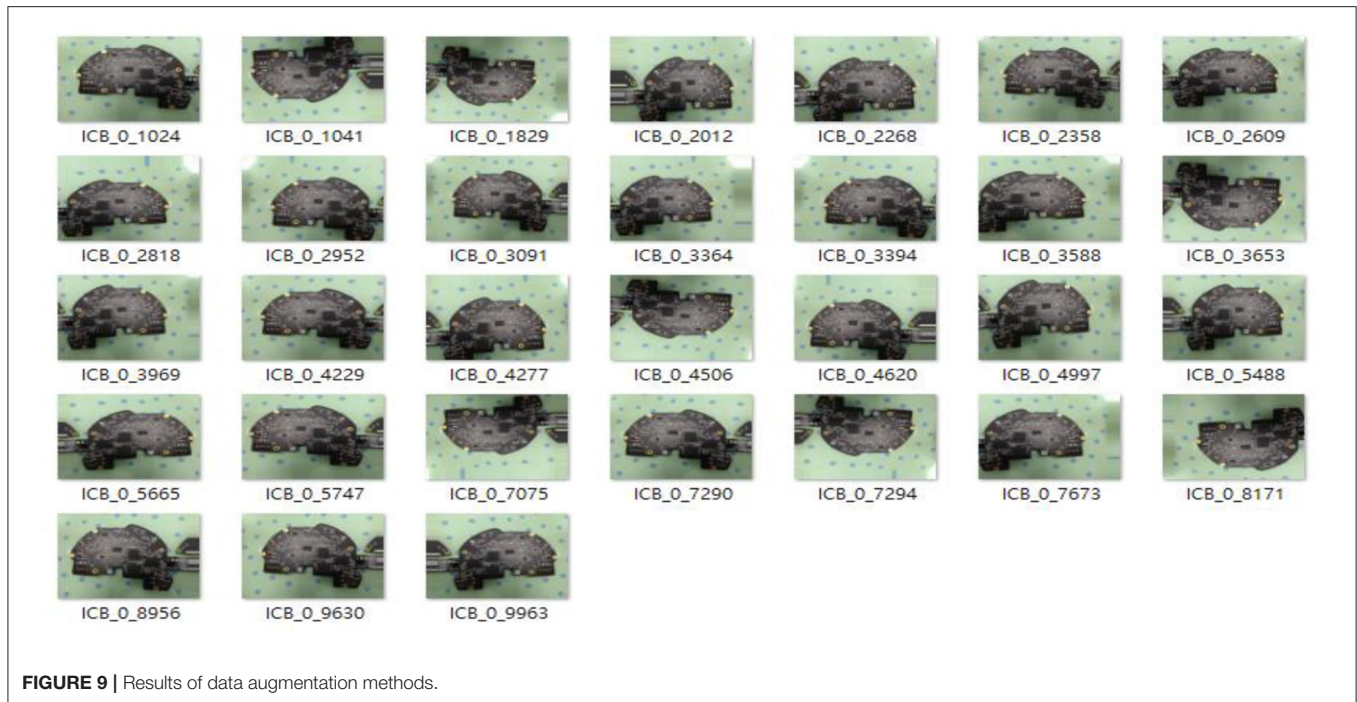 ICB_0_1024 ICB_0_1041 ICB_0_1829 ICB_0_2012 ICB_0_2268 ICB_0_2358 ICB_0_2609
ICB_0_2818 ICB_0_2952 ICB_0_3091 ICB_0_3364 ICB_0_3394 ICB_0_3588 ICB_0_3653
ICB_0_3969 ICB_0_4229 ICB_0_4277 ICB_0_4506 ICB_0_4620 ICB_0_4997 ICB_0_5488
ICB_0_5665 ICB_0_5747 ICB_0_7075 ICB_0_7290 ICB_0_7294 ICB_0_7673 ICB_0_8171
ICB_0_8956 ICB_0_9630 ICB_0_9963
FIGURE 9 | Results of data augmentation methods.